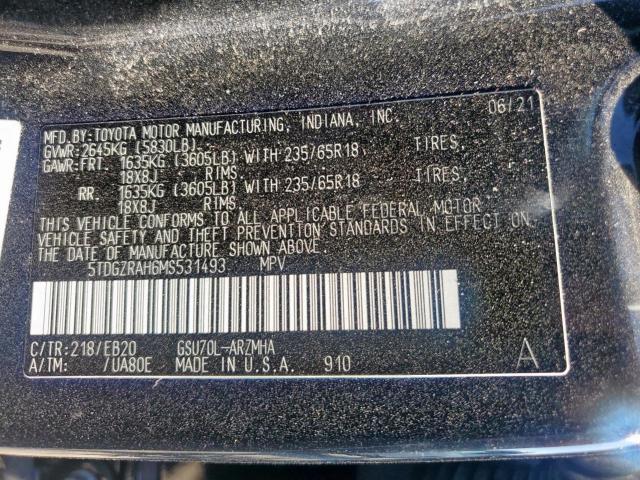 MFD.BY:TOYOTA MOTOR MANUFACTURING, INDIANA, INC. 06/21
GVWR:2645KG (5830LB).
GAWR:FRT. 1635KG (3605LB) WITH 235/65R18 TIRES,
18X8J RIMS.
RR. 1635KG (3605LB) WITH 235/65R18 TIRES,
18X8J RIMS.
THIS VEHICLE CONFORMS TO ALL APPLICABLE FEDERAL MOTOR
VEHICLE SAFETY AND THEFT PREVENTION STANDARDS IN EFFECT ON
THE DATE OF MANUFACTURE SHOWN ABOVE.
5TDGZRAH6MS531493 MPV
C/TR:218/EB20 GSU70L-ARZMHA
A/TM: /UA80E MADE IN U.S.A. 910 A